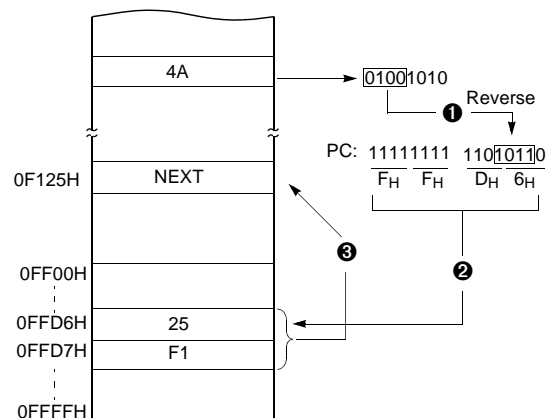 4A
01001010
Reverse
❶
PC: 11111111 11010110
FH FH DH 6H
0F125H NEXT
❸
❷
0FF00H
0FFD6H 25
0FFD7H F1
0FFFFH